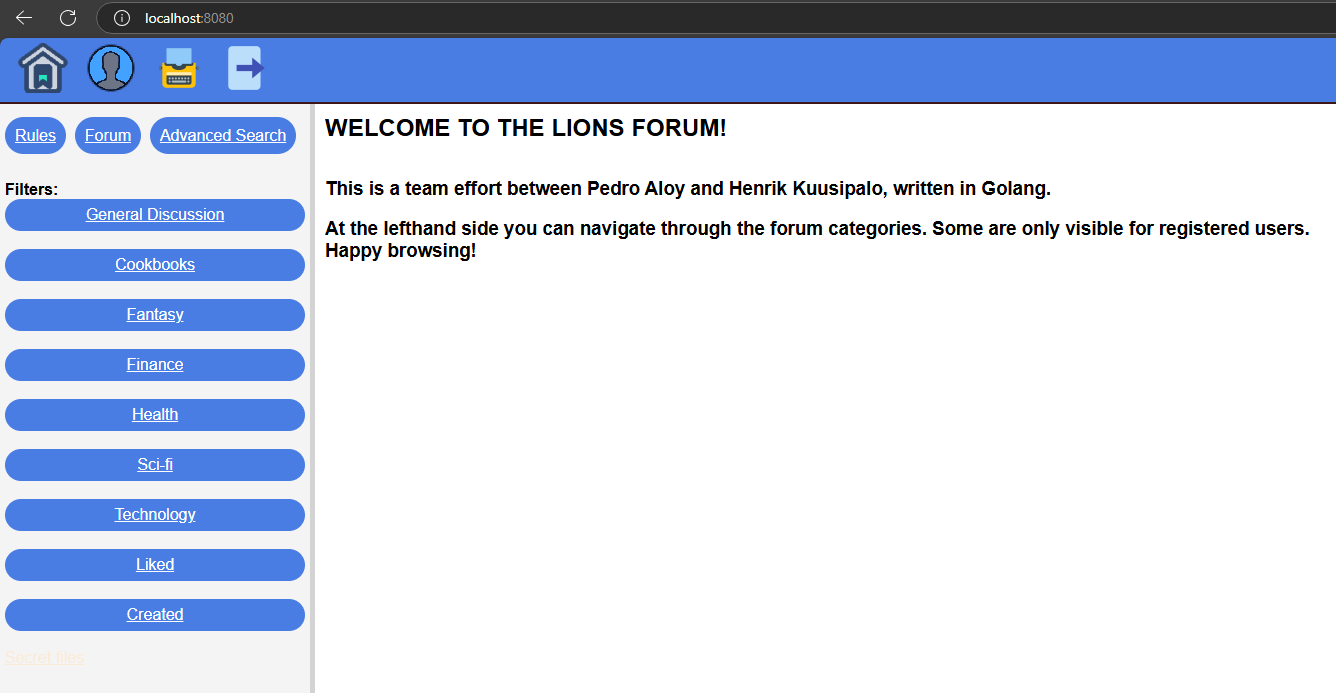 localhost:8080
Rules Forum Advanced Search
Filters:
General Discussion
Cookbooks
Fantasy
Finance
Health
Sci-fi
Technology
Liked
Created
Secret files
WELCOME TO THE LIONS FORUM!
This is a team effort between Pedro Aloy and Henrik Kuusipalo, written in Golang.
At the lefthand side you can navigate through the forum categories. Some are only visible for registered users.
Happy browsing!